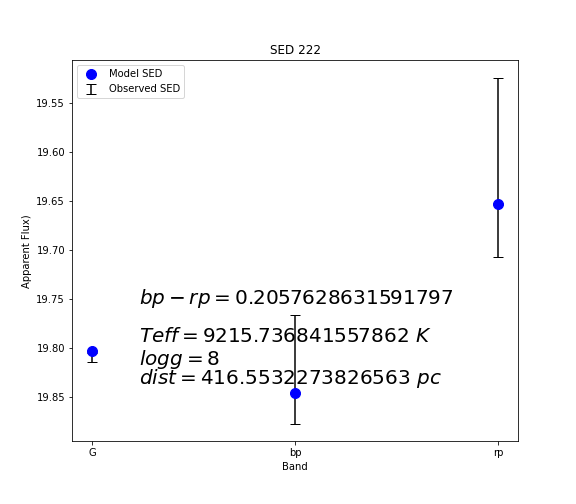 SED 222
Model SED
Observed SED
19.55
19.60
19.65
19.70
19.75
19.80
19.85
Apparent Flux)
bp − rp = 0.2057628631591797
Teff = 9215.736841557862 K
logg = 8
dist = 416.5532273826563 pc
G
bp
rp
Band